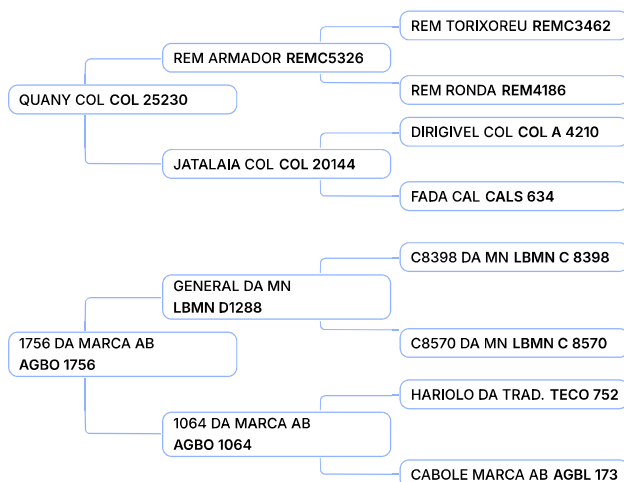 REM TORIXOREU REMC3462
REM ARMADOR REMC5326
REM RONDA REM4186
QUANY COL COL 25230
DIRIGIVEL COL COL A 4210
JATALAIA COL COL 20144
FADA CAL CALS 634
C8398 DA MN LBMN C 8398
GENERAL DA MN
LBMN D1288
C8570 DA MN LBMN C 8570
1756 DA MARCA AB
AGBO 1756
HARIOLO DA TRAD. TECO 752
1064 DA MARCA AB
AGBO 1064
CABOLE MARCA AB AGBL 173